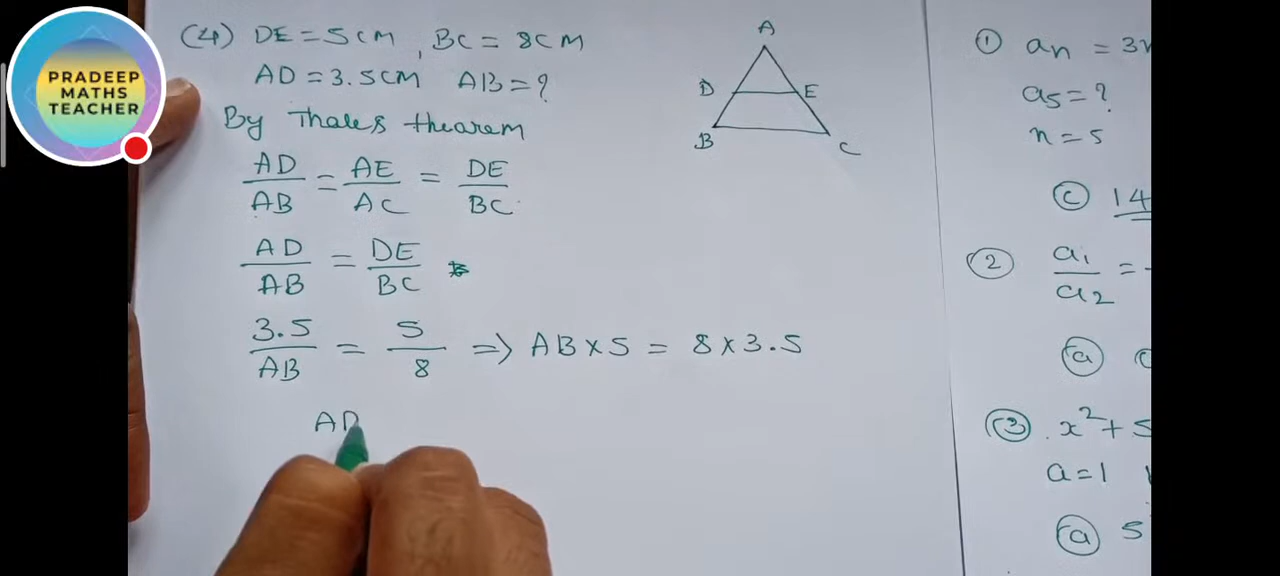 PRADEEP
MATHS
TEACHER
(4) DE = 5CM, BC = 8CM
AD = 3.5CM AB = ?
By Thales thearem
AD/AB = AE/AC = DE/BC
AD/AB = DE/BC
3.5/AB = 5/8 => AB × 5 = 8 × 3.5
A
A
D E
B C
① an = 3
a5 = ?
n = 5
ⓒ 14
② a1/a2 =
ⓐ
③ . x² + 5
a = 1
ⓐ 5